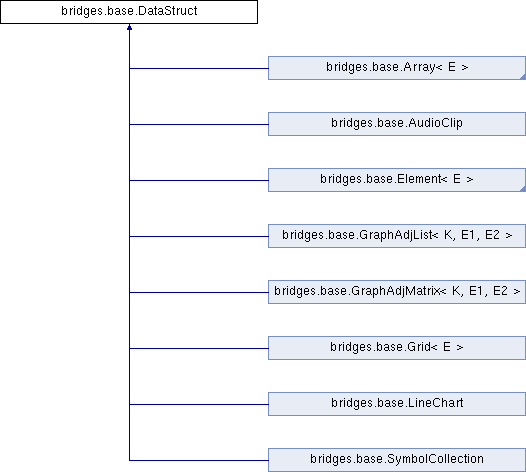 bridges.base.DataStruct
bridges.base.Array< E >
bridges.base.AudioClip
bridges.base.Element< E >
bridges.base.GraphAdjList< K, E1, E2 >
bridges.base.GraphAdjMatrix< K, E1, E2 >
bridges.base.Grid< E >
bridges.base.LineChart
bridges.base.SymbolCollection